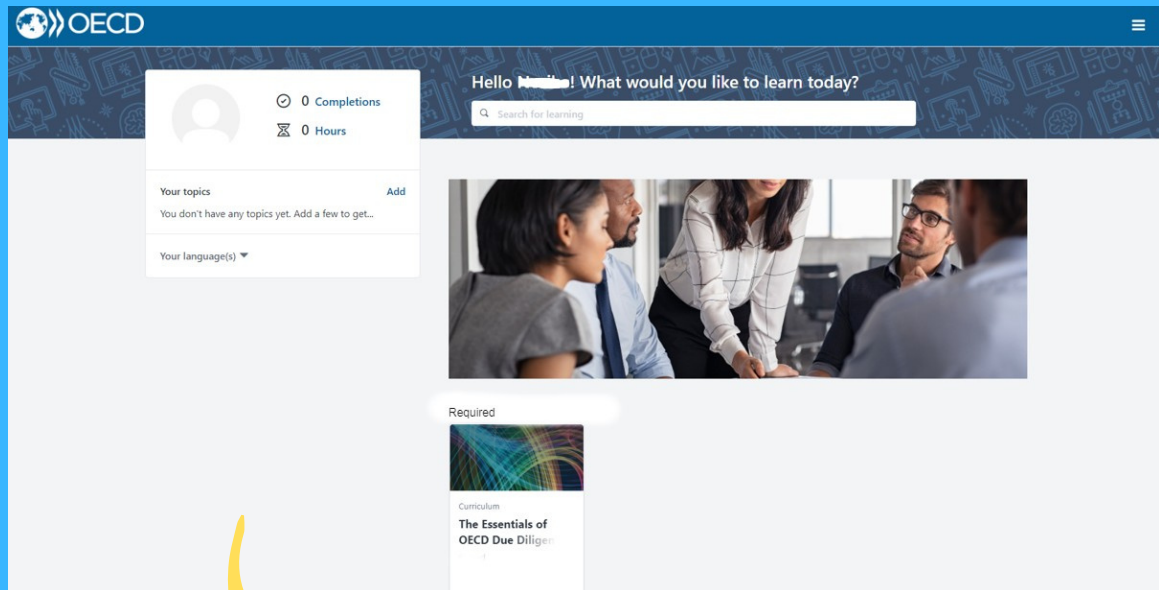 OECD
Hello ! What would you like to learn today?
Search for learning
0 Completions
0 Hours
Your topics Add
You don't have any topics yet. Add a few to get...
Your language(s)
Required
Curriculum
The Essentials of
OECD Due Diligen